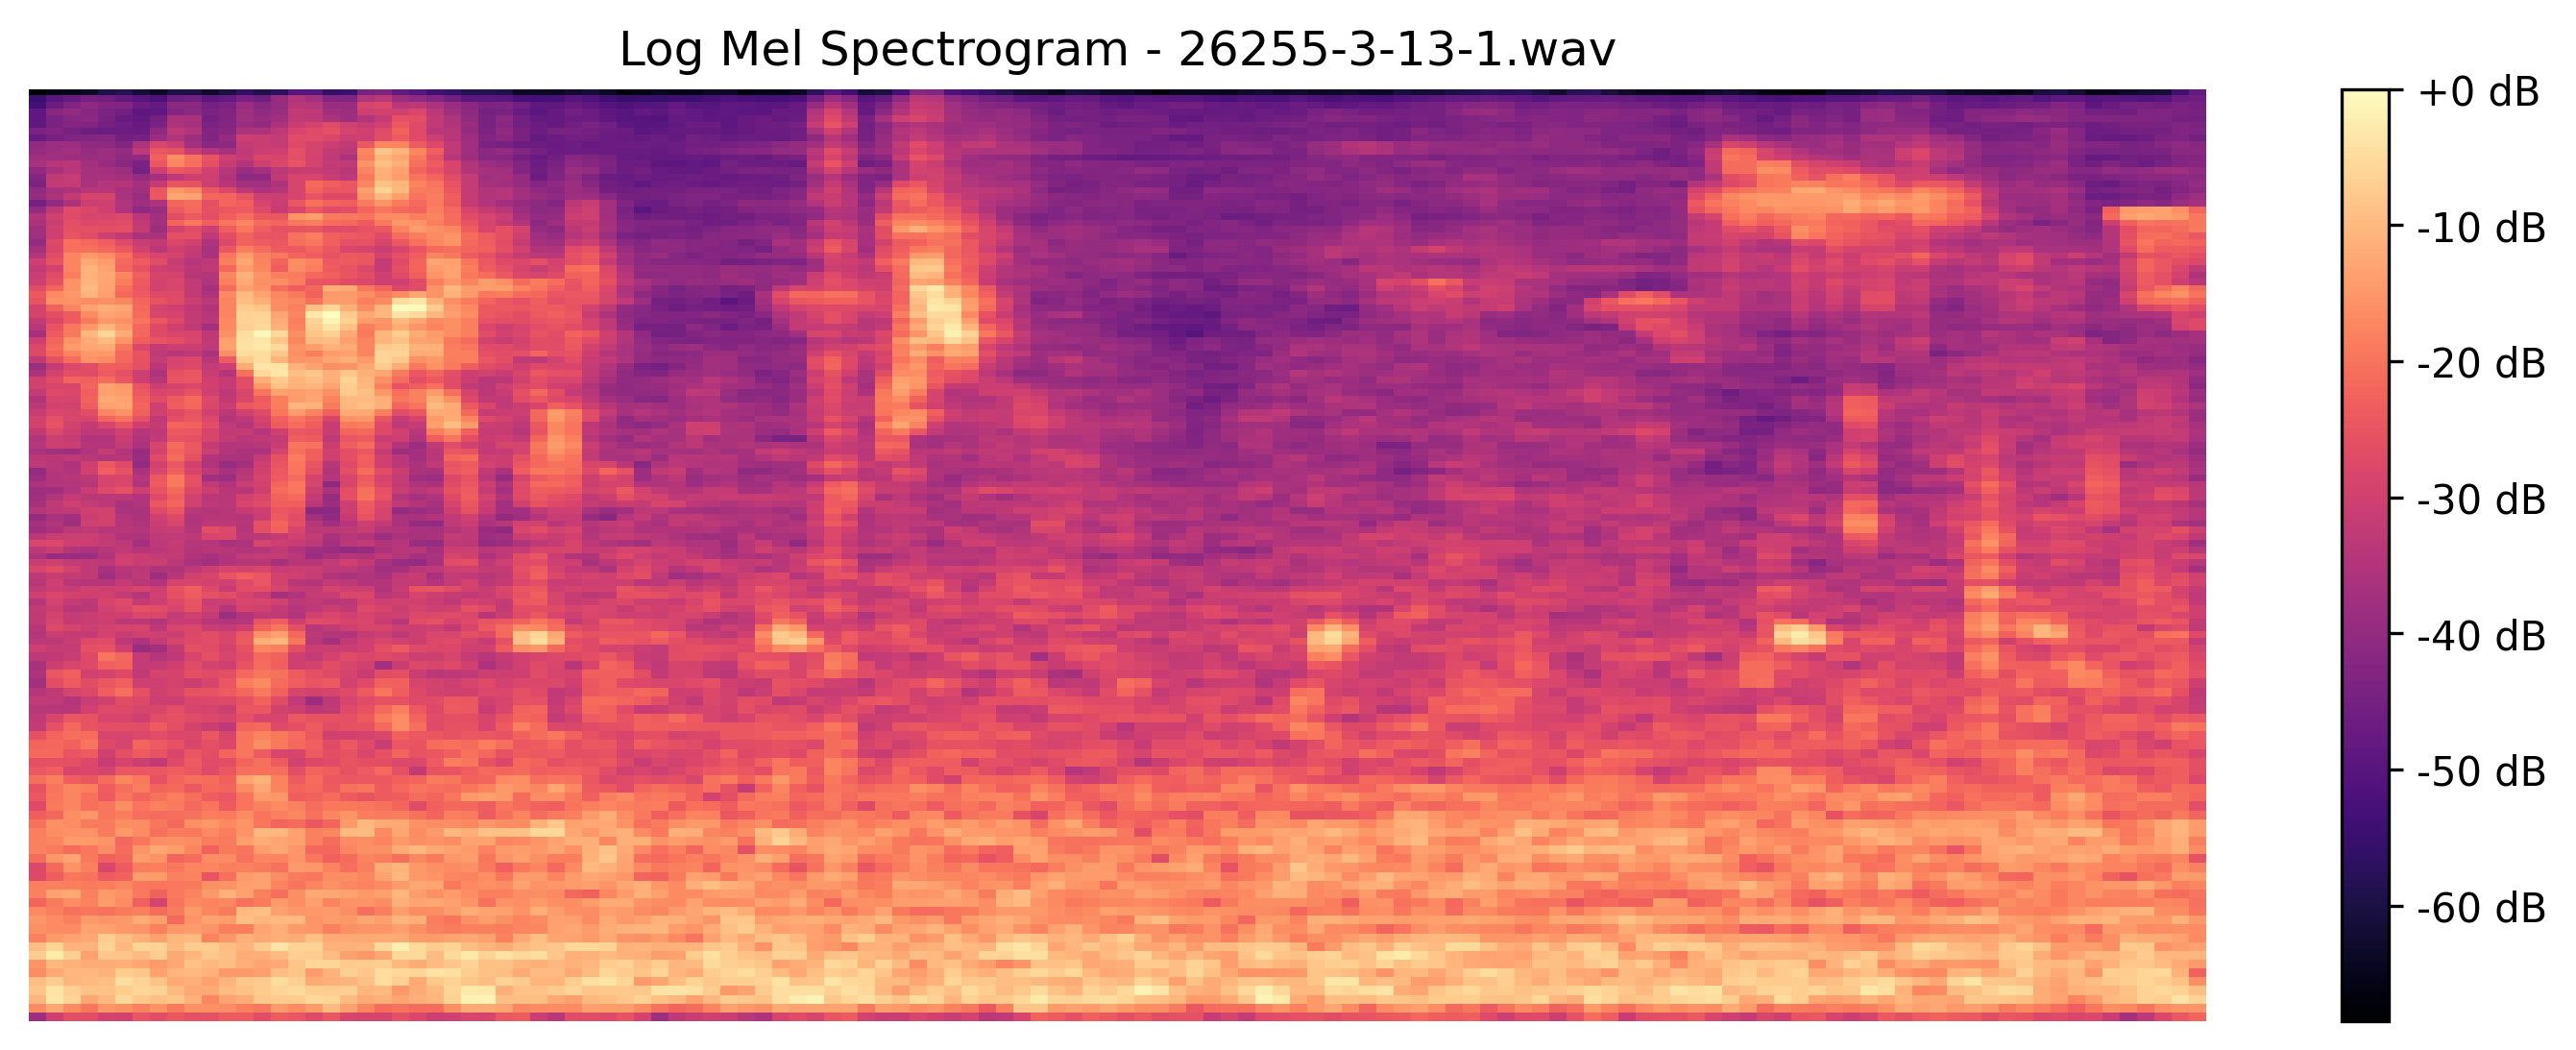 Log Mel Spectrogram - 26255-3-13-1.wav
+0 dB
-10 dB
-20 dB
-30 dB
-40 dB
-50 dB
-60 dB